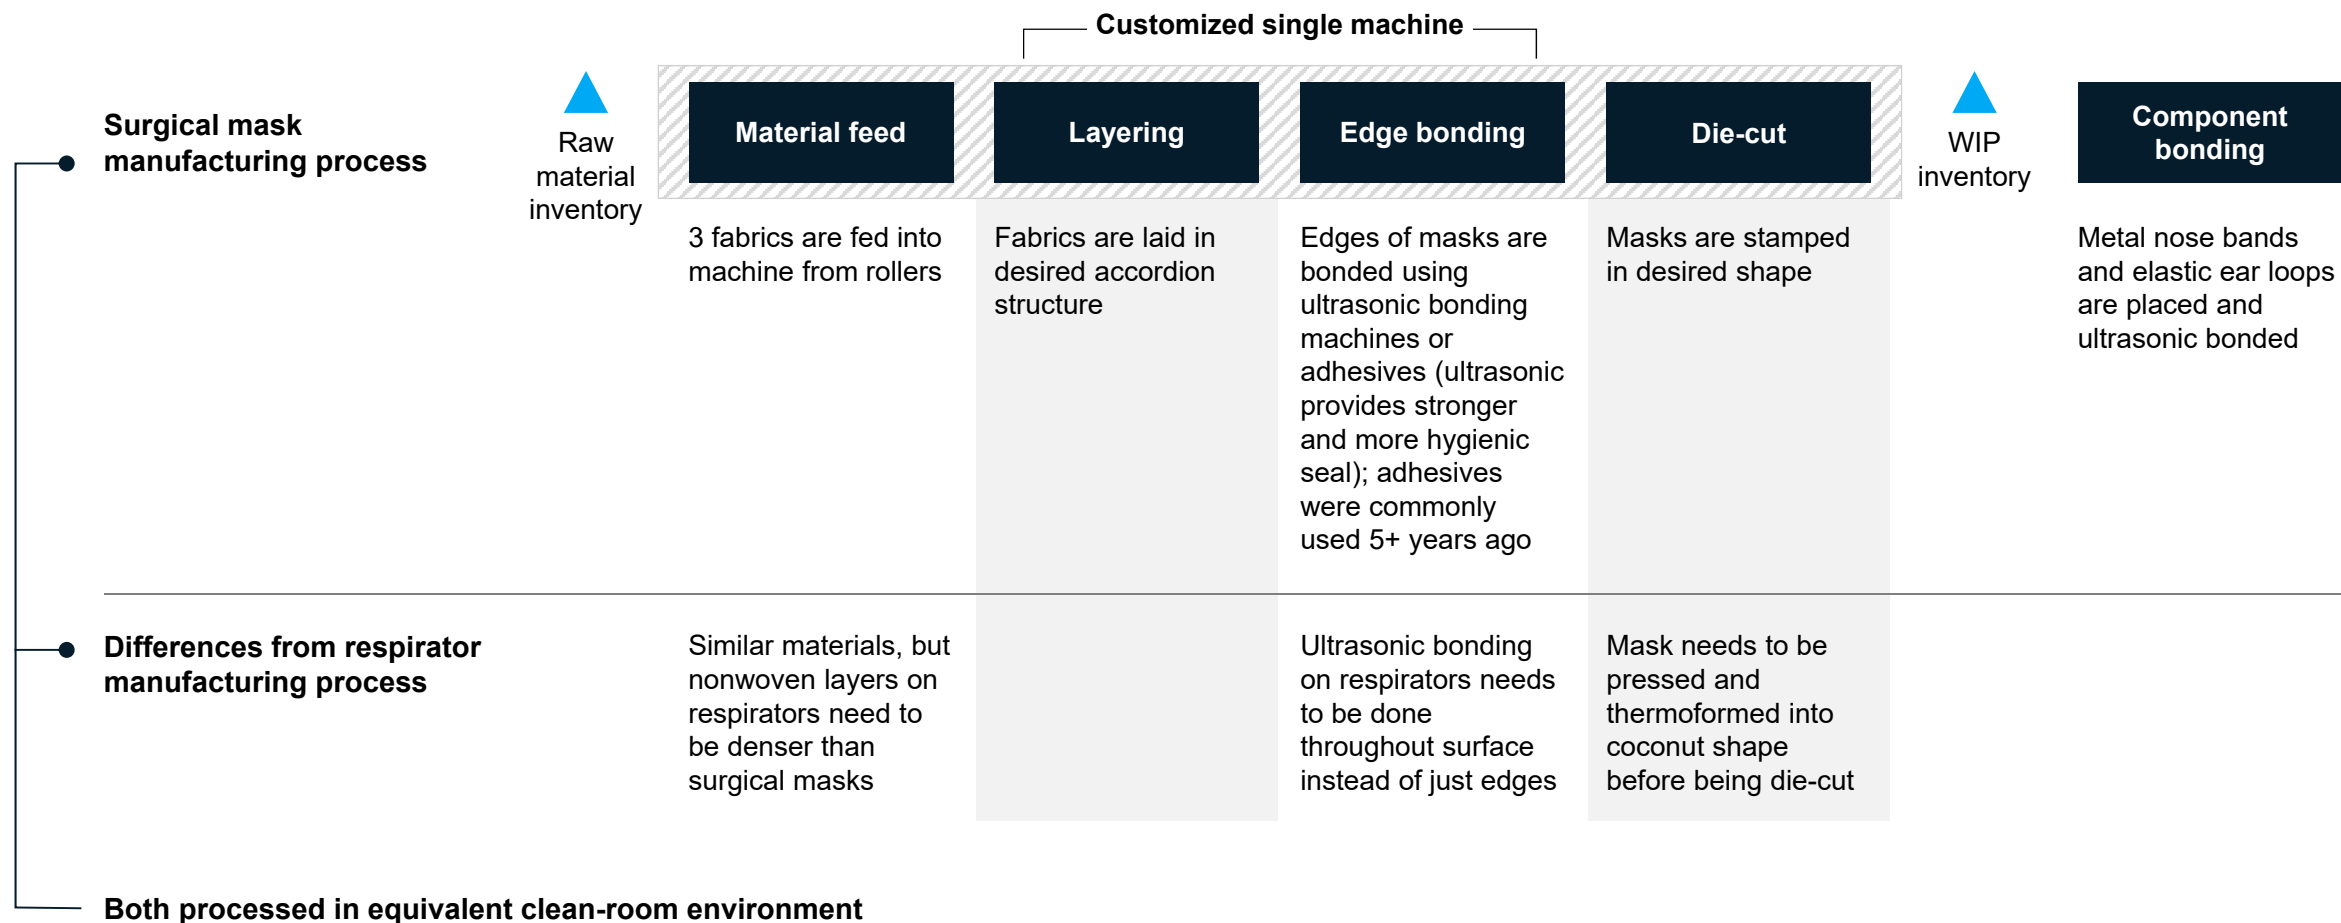 Customized single machine
Surgical mask
manufacturing process
Raw
material
inventory
Material feed
Layering
Edge bonding
Die-cut
WIP
inventory
Component
bonding
3 fabrics are fed into
machine from rollers
Fabrics are laid in
desired accordion
structure
Edges of masks are
bonded using
ultrasonic bonding
machines or
adhesives (ultrasonic
provides stronger
and more hygienic
seal); adhesives
were commonly
used 5+ years ago
Masks are stamped
in desired shape
Metal nose bands
and elastic ear loops
are placed and
ultrasonic bonded
Differences from respirator
manufacturing process
Similar materials, but
nonwoven layers on
respirators need to
be denser than
surgical masks
Ultrasonic bonding
on respirators needs
to be done
throughout surface
instead of just edges
Mask needs to be
pressed and
thermoformed into
coconut shape
before being die-cut
Both processed in equivalent clean-room environment